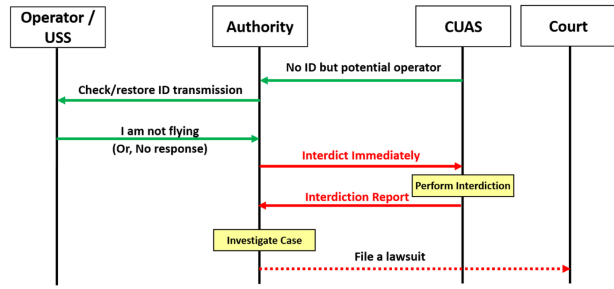 Operator /
USS
Authority
CUAS
Court
No ID but potential operator
Check/restore ID transmission
I am not flying
(Or, No response)
Interdict Immediately
Perform Interdiction
Interdiction Report
Investigate Case
File a lawsuit